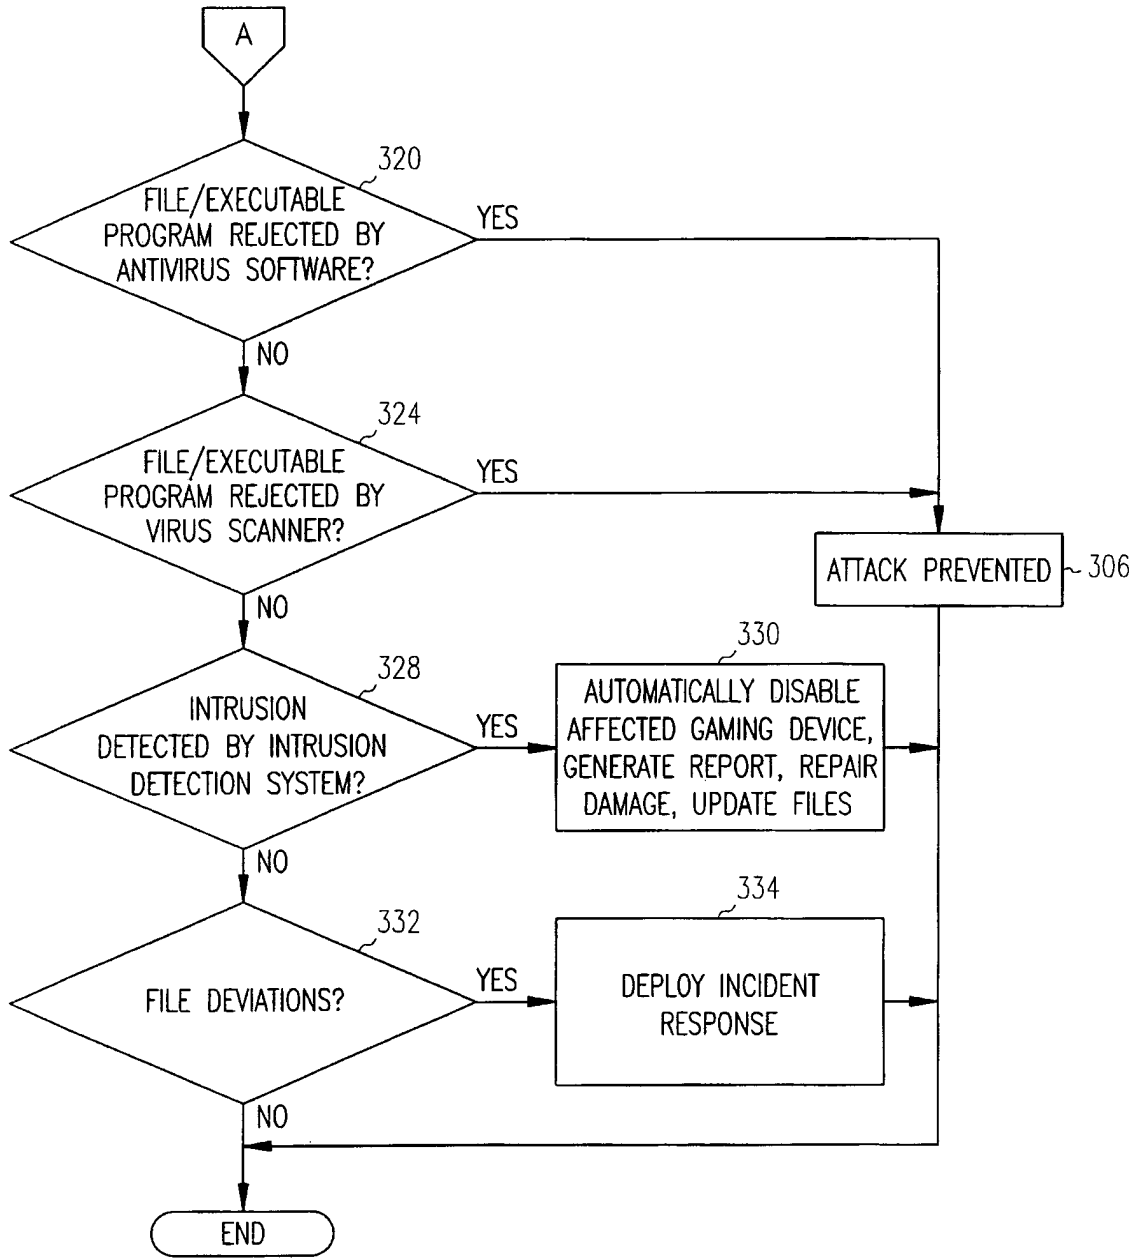 A
320
FILE/EXECUTABLE
PROGRAM REJECTED BY
ANTIVIRUS SOFTWARE?
YES
NO
324
FILE/EXECUTABLE
PROGRAM REJECTED BY
VIRUS SCANNER?
YES
ATTACK PREVENTED
306
NO
328
INTRUSION
DETECTED BY INTRUSION
DETECTION SYSTEM?
YES
330
AUTOMATICALLY DISABLE
AFFECTED GAMING DEVICE,
GENERATE REPORT, REPAIR
DAMAGE, UPDATE FILES
NO
332
FILE DEVIATIONS?
YES
334
DEPLOY INCIDENT
RESPONSE
NO
END